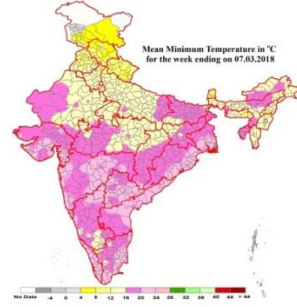 Mean Minimum Temperature in °C
for the week ending on 07.03.2018
No Data -4 0 4 8 12 16 20 24 28 32 36 40 44 > 44